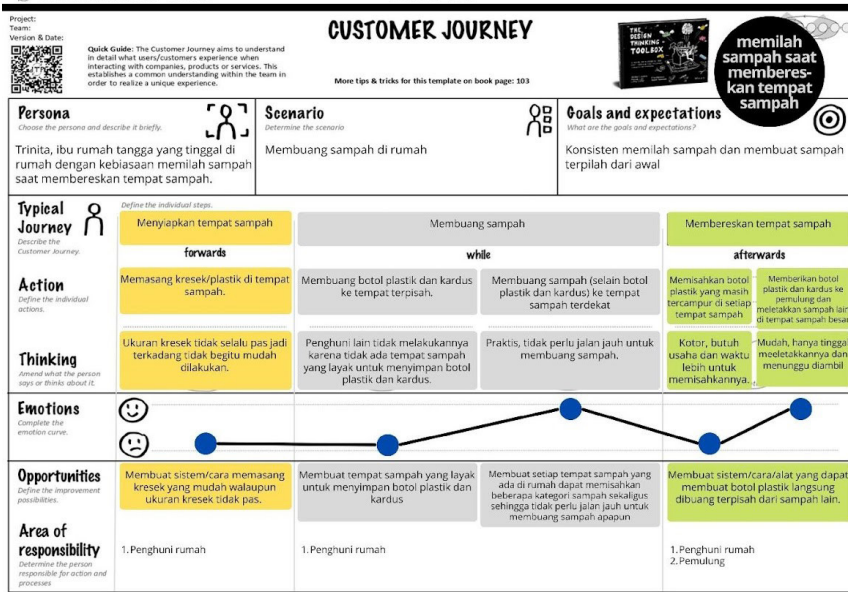 Project:
Team:
Version & Date:
Quick Guide: The Customer Journey aims to understand
in detail what users/customers experience when
interacting with companies, products or services. This
establishes a common understanding within the team in
order to realize a unique experience.
CUSTOMER JOURNEY
More tips & tricks for this template on book page: 103
THE
DESIGN
THINKING
TOOLBOX
memilah
sampah saat
memberes-
kan tempat
sampah
Persona
Choose the persona and describe it briefly.
Trinita, ibu rumah tangga yang tinggal di
rumah dengan kebiasaan memilah sampah
saat membereskan tempat sampah.
Scenario
Determine the scenario
Membuang sampah di rumah
Goals and expectations
What are the goals and expectations?
Konsisten memilah sampah dan membuat sampah
terpilah dari awal
Typical
Journey
Describe the
Customer Journey.
Define the individual steps.
Menyiapkan tempat sampah
Membuang sampah
Membereskan tempat sampah
forwards
while
afterwards
Action
Define the individual
actions.
Memasang kresek/plastik di tempat
sampah.
Membuang botol plastik dan kardus
ke tempat terpisah.
Membuang sampah (selain botol
plastik dan kardus) ke tempat
sampah terdekat
Memisahkan botol
plastik yang masih
tercampur di setiap
tempat sampah
Memberikan botol
plastik dan kardus ke
pemulung dan
meletakkan sampah lain
di tempat sampah besar
Thinking
Amend what the person
says or thinks about it.
Ukuran kresek tidak selalu pas jadi
terkadang tidak begitu mudah
dilakukan.
Penghuni lain tidak melakukannya
karena tidak ada tempat sampah
yang layak untuk menyimpan botol
plastik dan kardus.
Praktis, tidak perlu jalan jauh untuk
membuang sampah.
Kotor, butuh
usaha dan waktu
lebih untuk
memisahkannya.
Mudah, hanya tinggal
meeletakkannya dan
menunggu diambil
Emotions
Complete the
emotion curve.
Opportunities
Define the improvement
possibilities.
Membuat sistem/cara memasang
kresek yang mudah walaupun
ukuran kresek tidak pas.
Membuat tempat sampah yang layak
untuk menyimpan botol plastik dan
kardus
Membuat setiap tempat sampah yang
ada di rumah dapat memisahkan
beberapa kategori sampah sekaligus
sehingga tidak perlu jalan jauh untuk
membuang sampah apapun
Membuat sistem/cara/alat yang dapat
membuat botol plastik langsung
dibuang terpisah dari sampah lain.
Area of
responsibility
Determine the person
responsible for action and
processes
1. Penghuni rumah
1. Penghuni rumah
1. Penghuni rumah
2. Pemulung